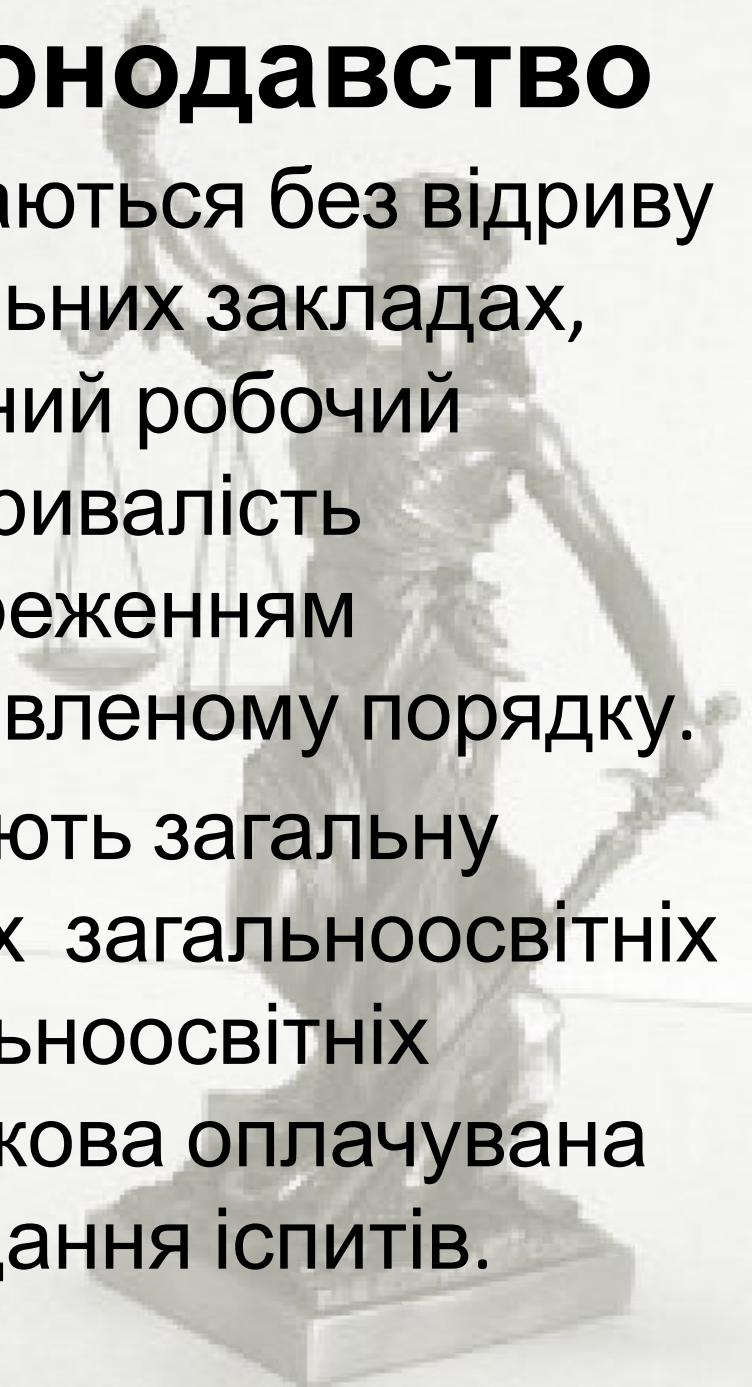 онодавство
аються без відриву
ьних закладах,
ний робочий
ривалість
реженням
вленому порядку.
ють загальну
х  загальноосвітніх
ьноосвітніх
кова оплачувана
дання іспитів.